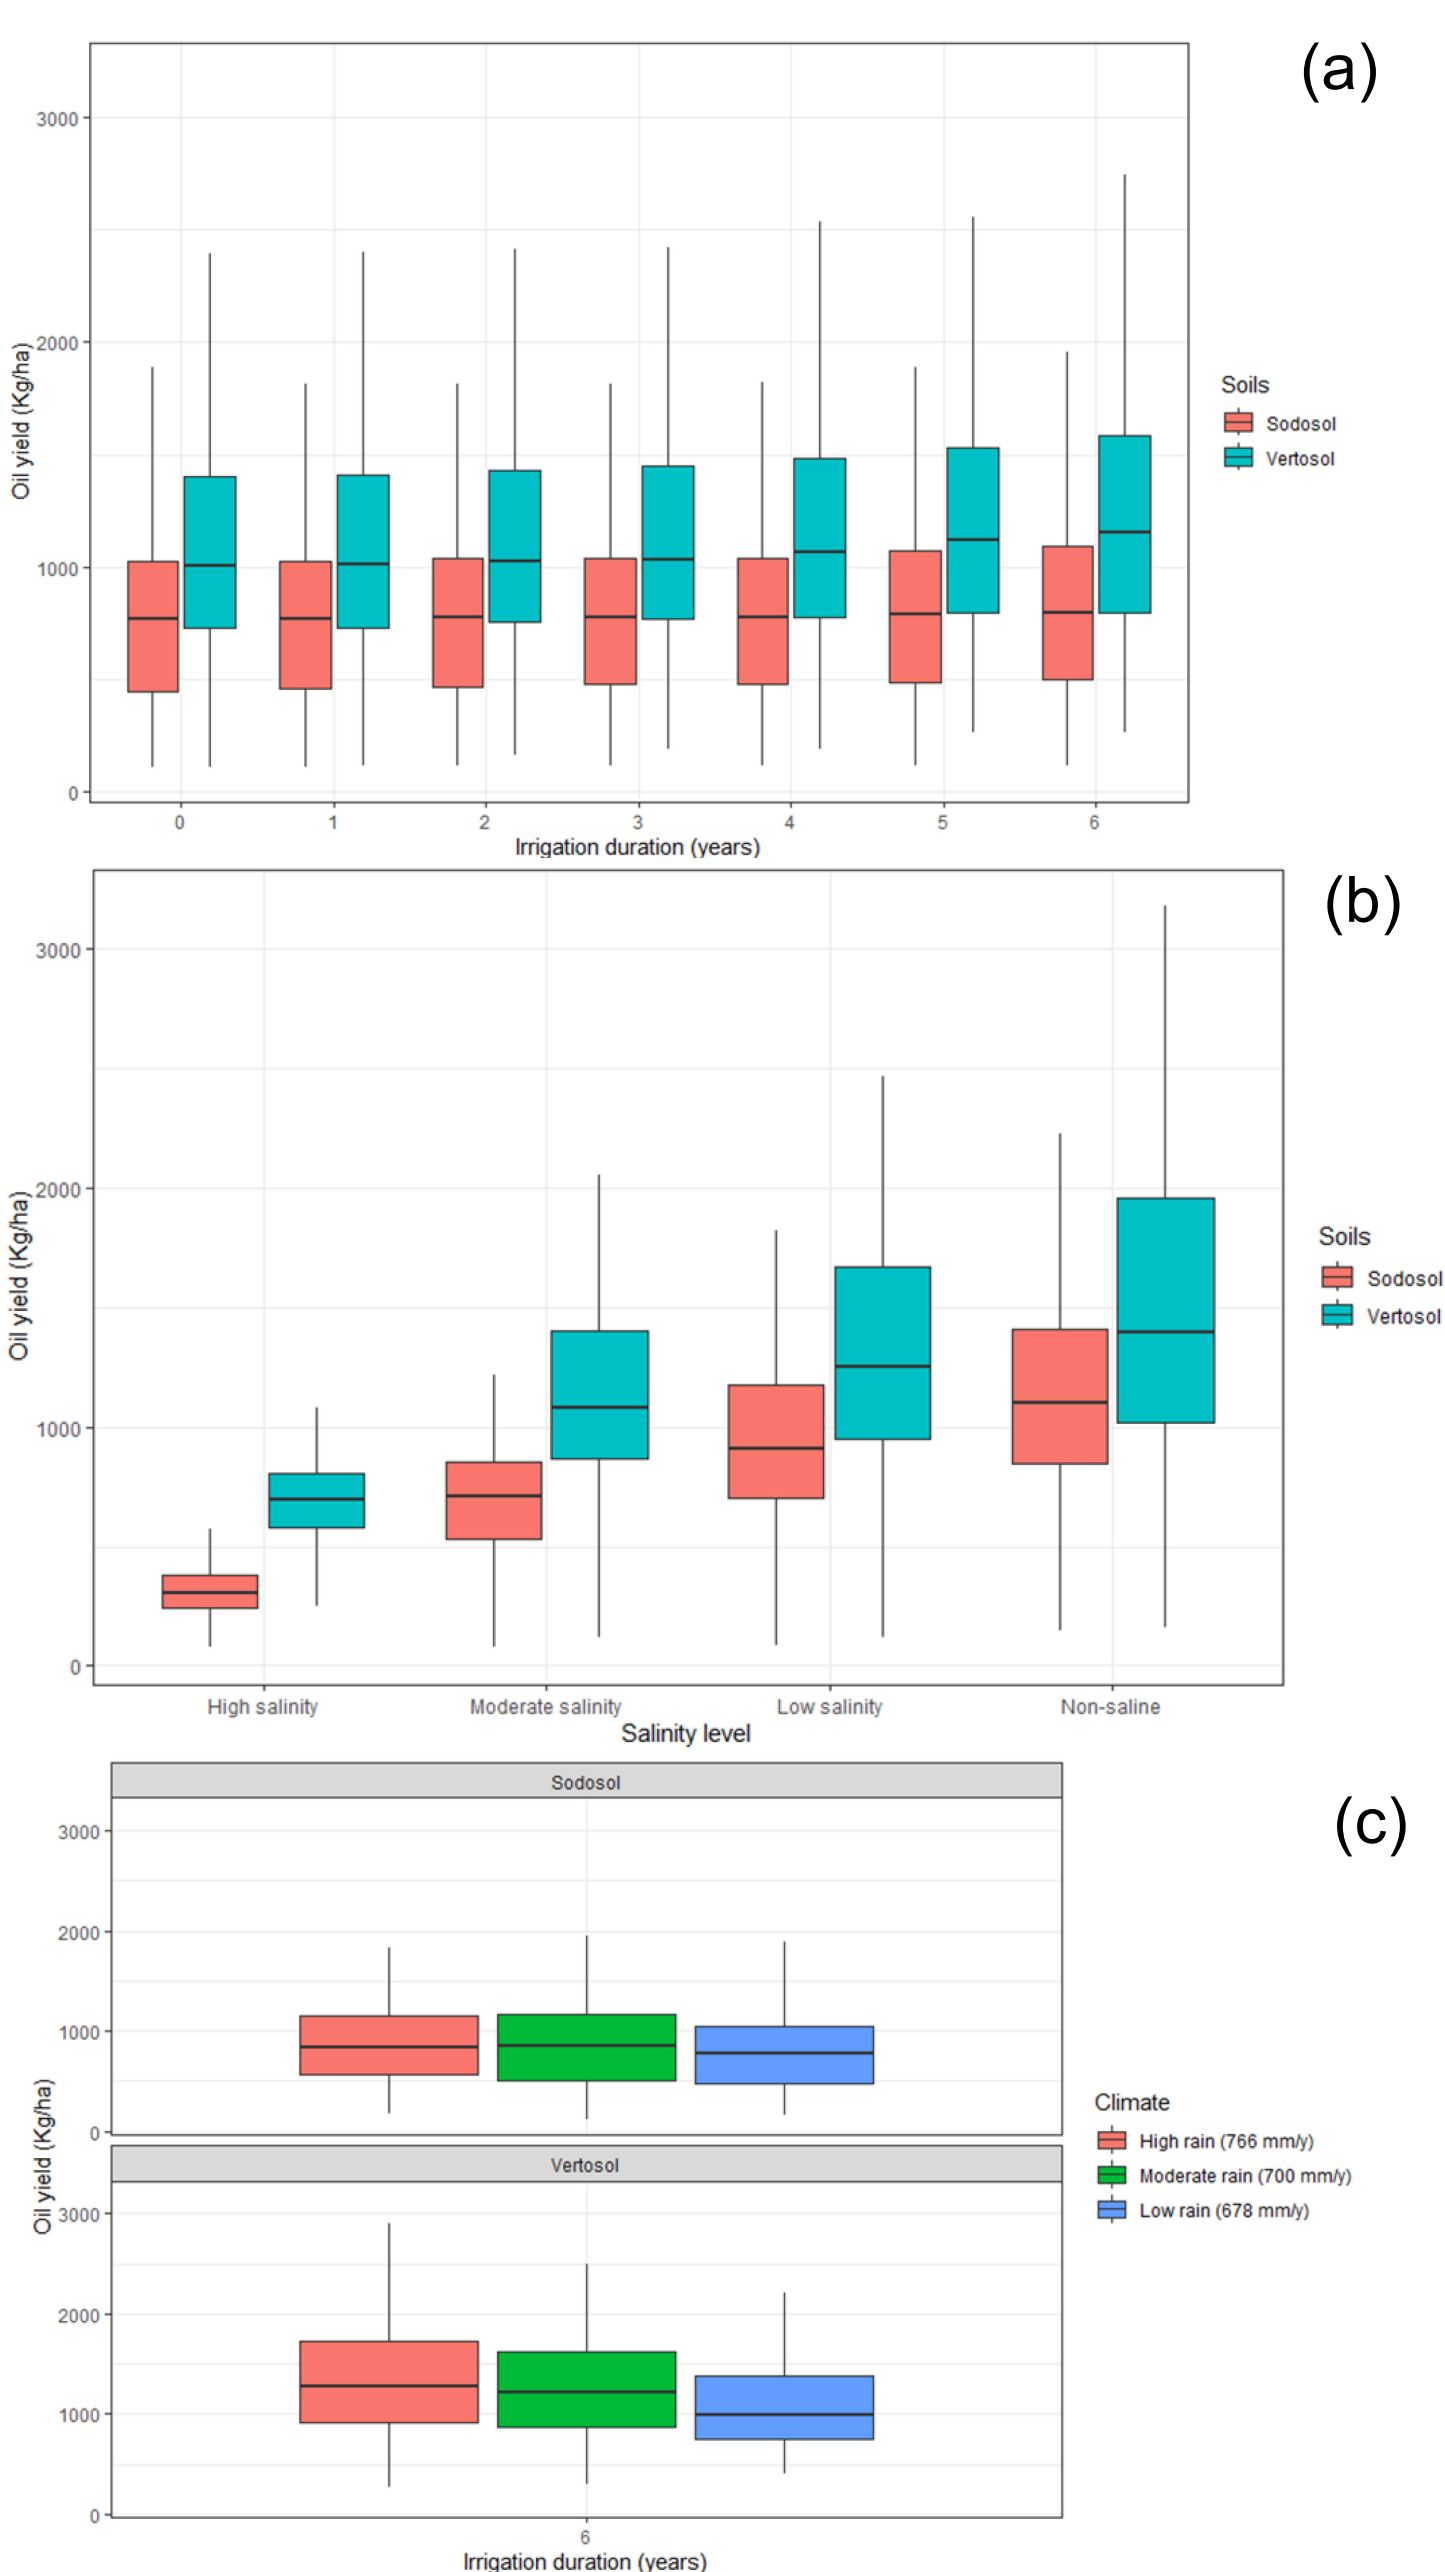 (a)
3000
2000
1000
0
Oil yield (Kg/ha)
0 1 2 3 4 5 6
Irrigation duration (years)
Soils
Sodosol
Vertosol
(b)
3000
2000
1000
0
Oil yield (Kg/ha)
High salinity Moderate salinity Low salinity Non-saline
Salinity level
Soils
Sodosol
Vertosol
(c)
Sodosol
3000
2000
1000
0
Oil yield (Kg/ha)
Vertosol
3000
2000
1000
0
6
Irrigation duration (years)
Climate
High rain (766 mm/y)
Moderate rain (700 mm/y)
Low rain (678 mm/y)